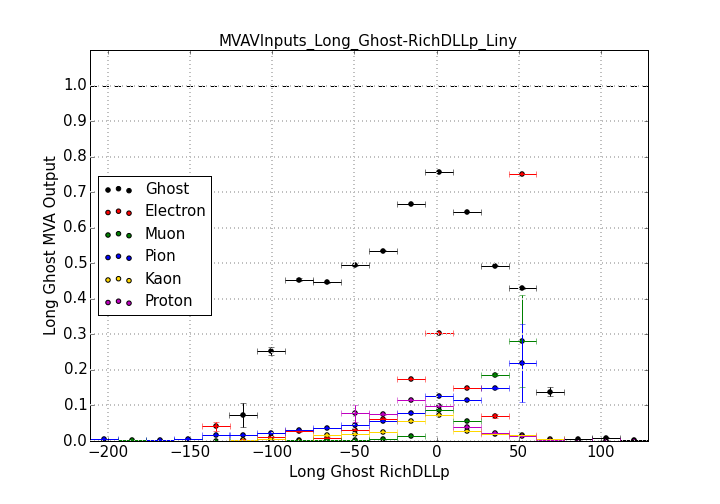 MVAVInputs_Long_Ghost-RichDLLp_Liny
Long Ghost MVA Output
1.0
0.9
0.8
0.7
0.6
0.5
0.4
0.3
0.2
0.1
0.0
Ghost
Electron
Muon
Pion
Kaon
Proton
−200 −150 −100 −50 0 50 100
Long Ghost RichDLLp